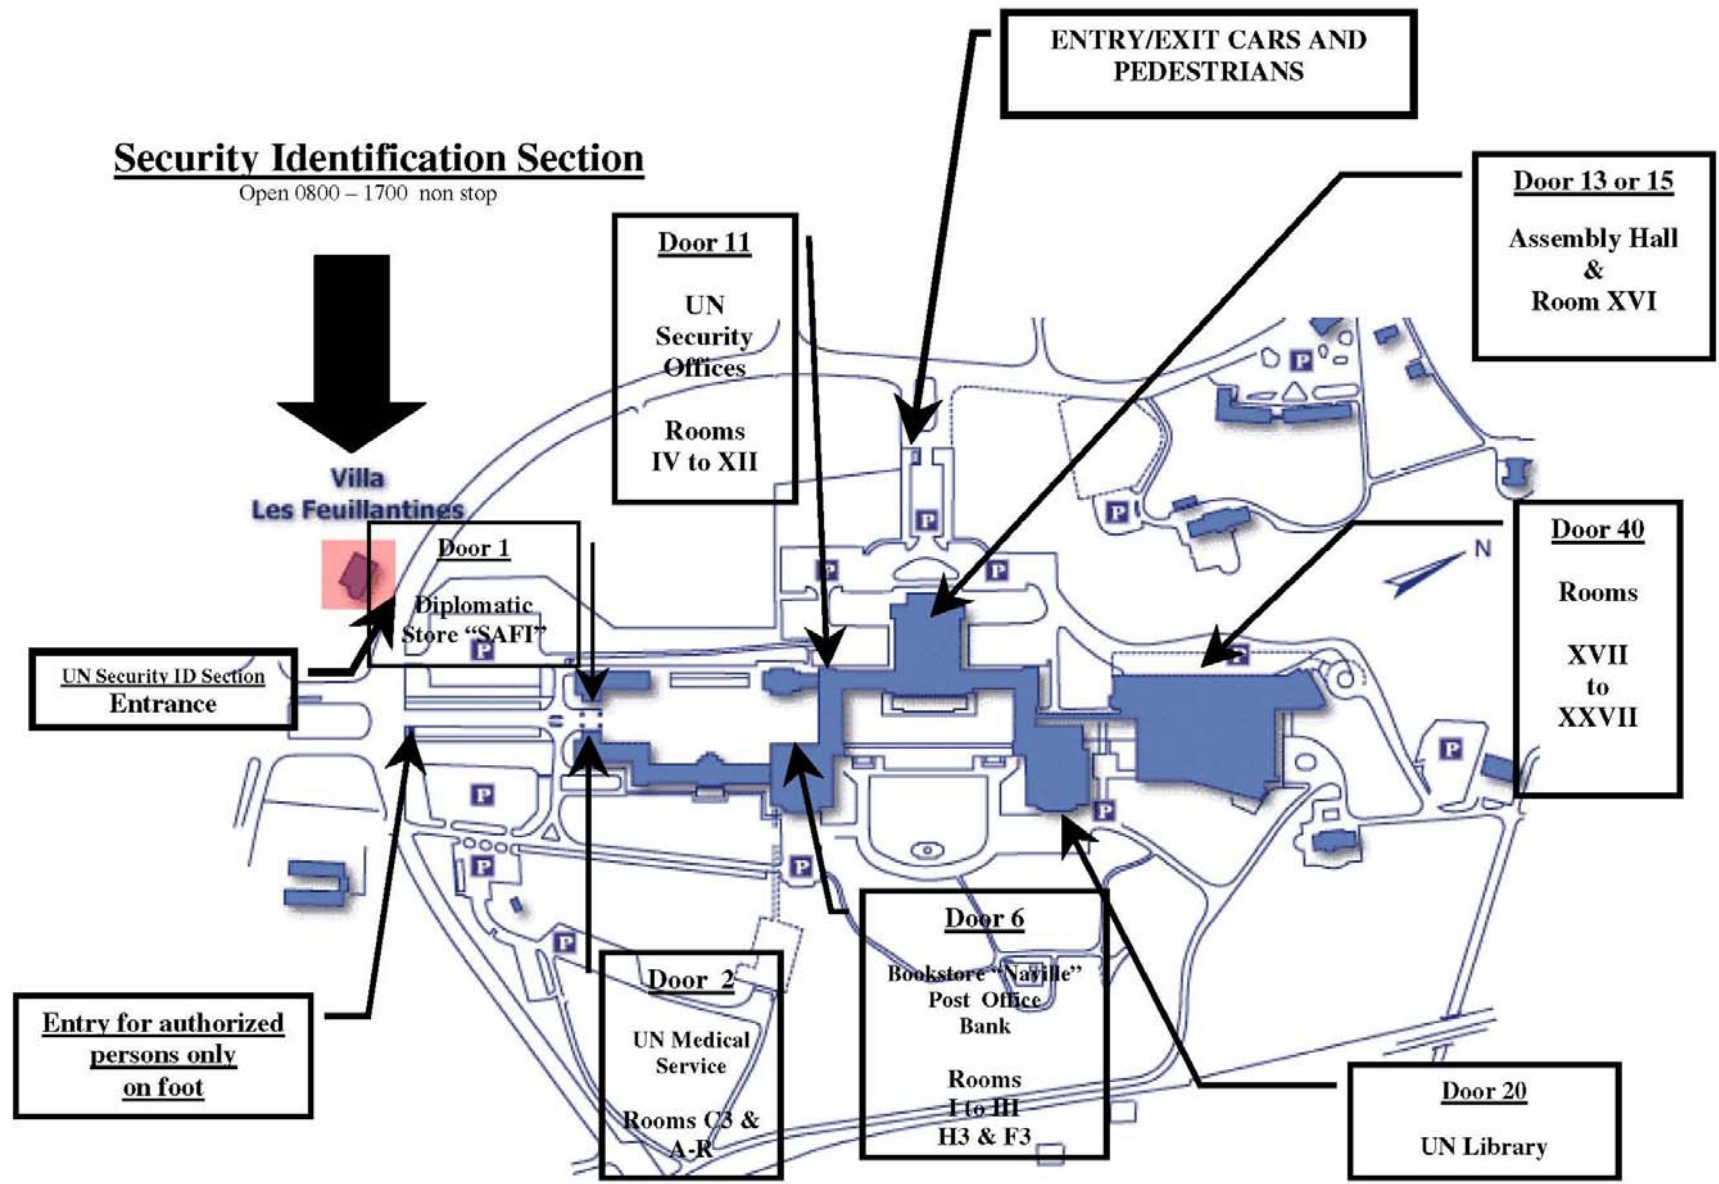 ENTRY/EXIT CARS AND
PEDESTRIANS
Security Identification Section
Open 0800 – 1700 non stop
Door 13 or 15
Assembly Hall
&
Room XVI
Door 11
UN
Security
Offices
Rooms
IV to XII
Villa
Les Feuillantines
Door 1
Diplomatic
Store “SAFI”
Door 40
Rooms
XVII
to
XXVII
N
UN Security ID Section
Entrance
P
P
P
P
P
P
P
P
P
P
P
P
P
Entry for authorized
persons only
on foot
Door 2
UN Medical
Service
Rooms C3 &
A-R
Door 6
Bookstore “Naville”
Post Office
Bank
Rooms
I to III
H3 & F3
Door 20
UN Library